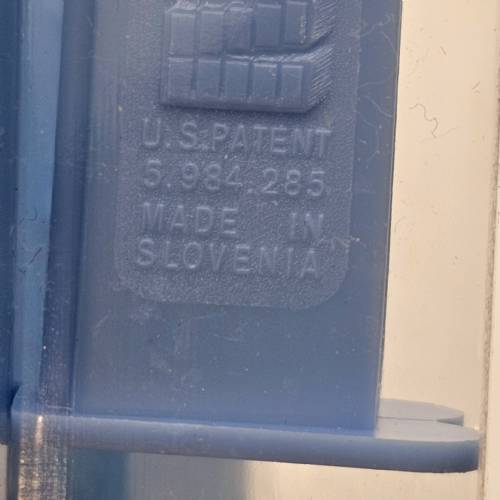 U.S.PATENT
5.984.285
MADE IN
SLOVENIA